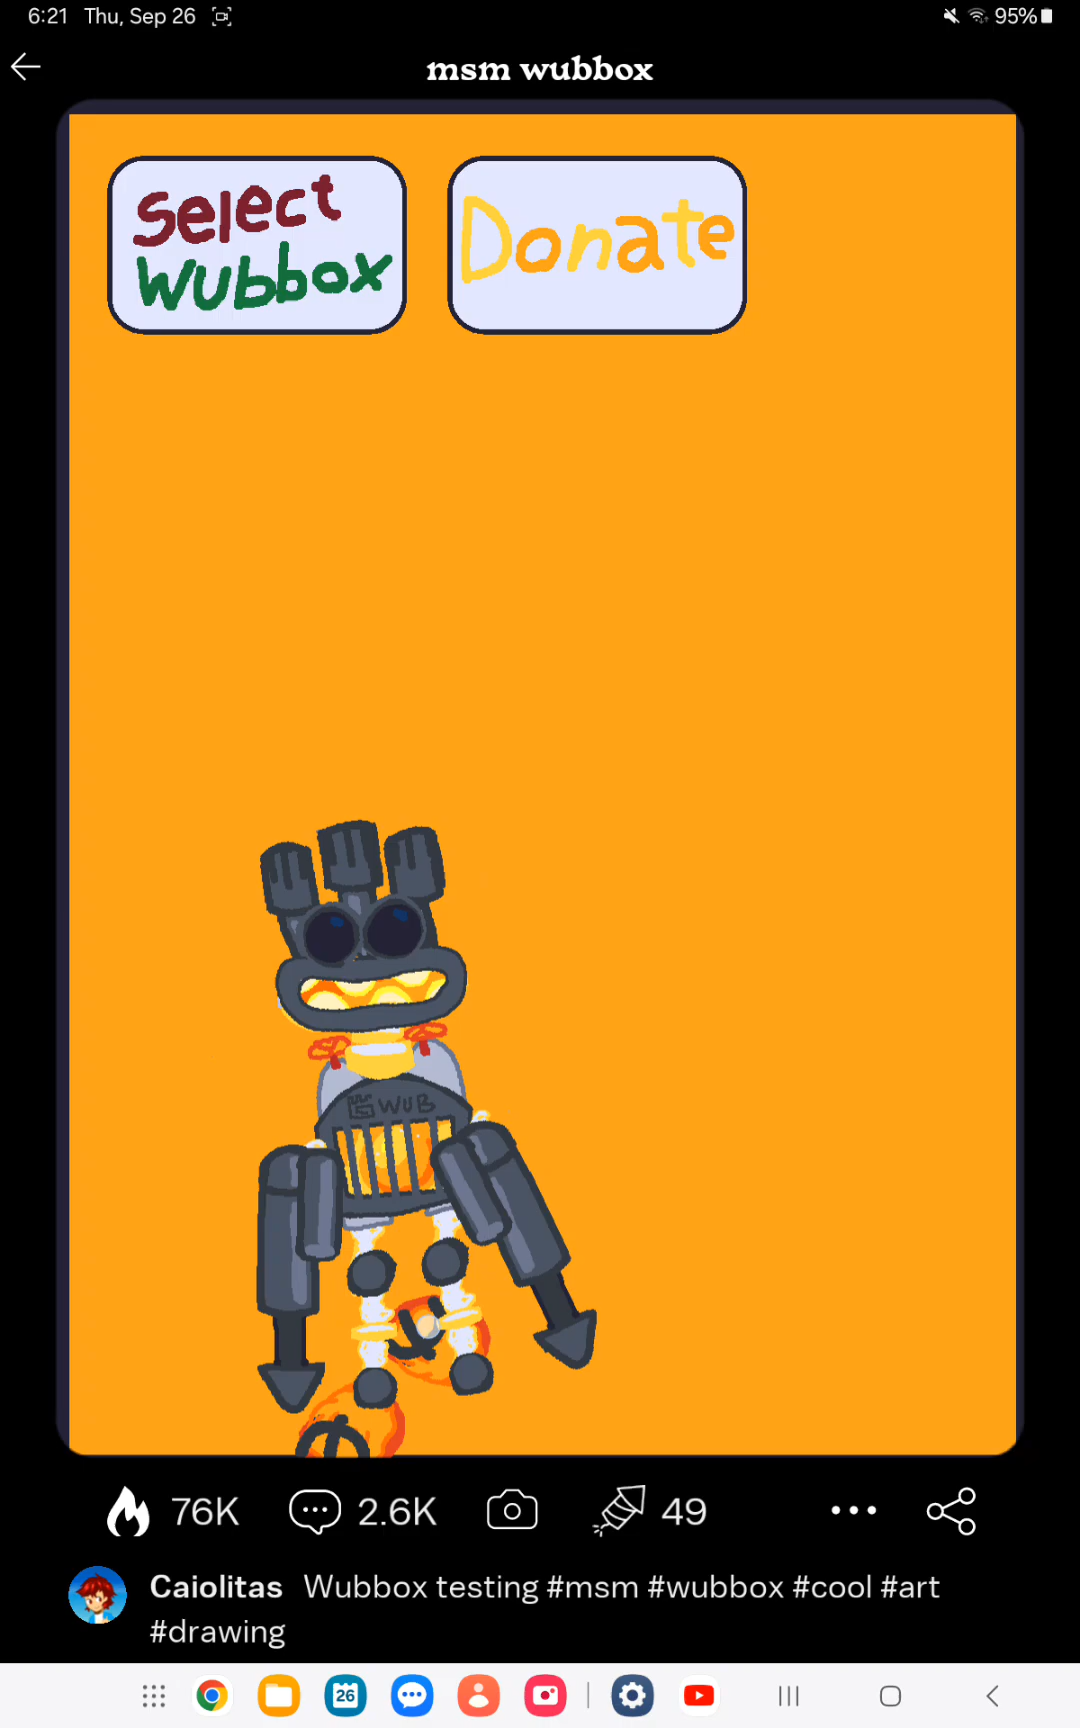 6:21 Thu, Sep 26 95%
msm wubbox
Select
Wubbox
Donate
WUB
76K 2.6K 49
Caiolitas Wubbox testing #msm #wubbox #cool #art
#drawing
26